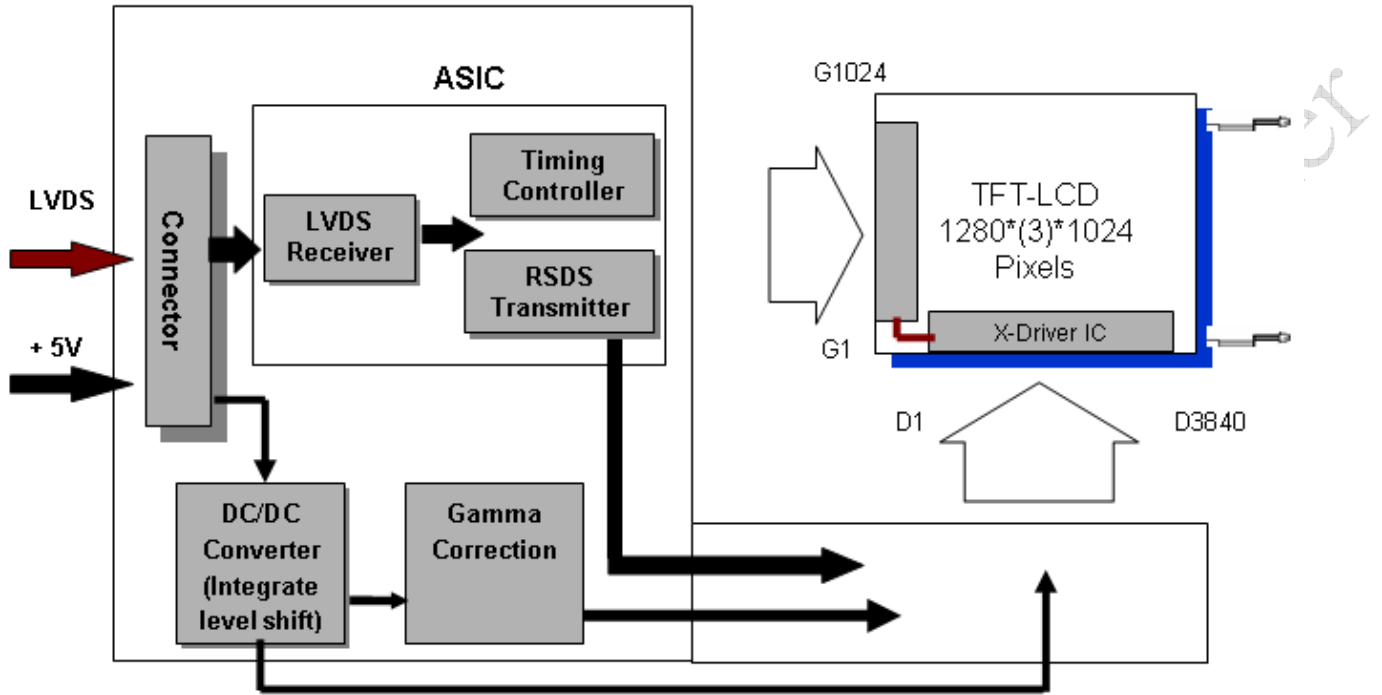 ASIC
LVDS
+ 5V
Connector
LVDS
Receiver
Timing
Controller
RSDS
Transmitter
DC/DC
Converter
(Integrate
level shift)
Gamma
Correction
G1024
G1
TFT-LCD
1280*(3)*1024
Pixels
X-Driver IC
D1
D3840